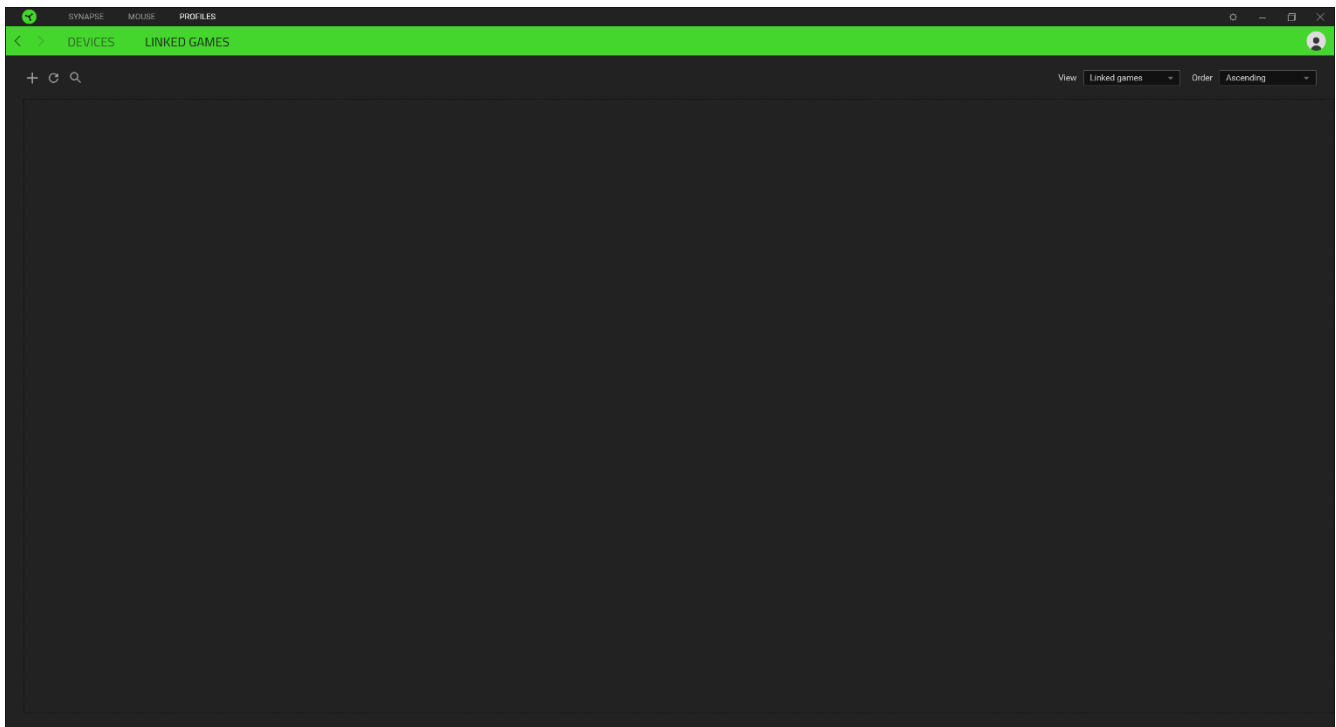 SYNAPSE MOUSE PROFILES
DEVICES LINKED GAMES
View Linked games Order Ascending